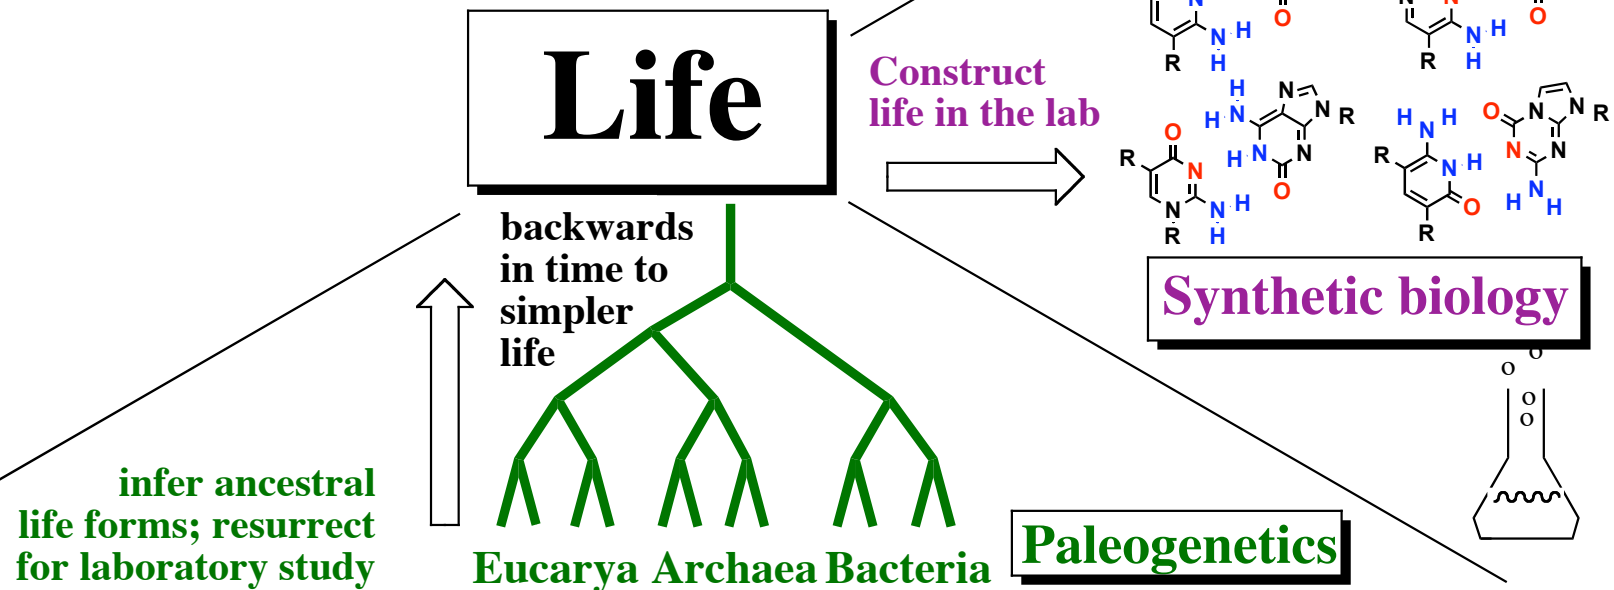 Life
Construct
life in the lab
backwards
in time to
simpler
life
infer ancestral
life forms; resurrect
for laboratory study
Eucarya Archaea Bacteria
Paleogenetics
Synthetic biology
N O N O
N H N H
R H R H
H N
H N N R
O H N
R N H N N
O
N N H
R H
H N H O N N R
R N H N N
O N
R H H